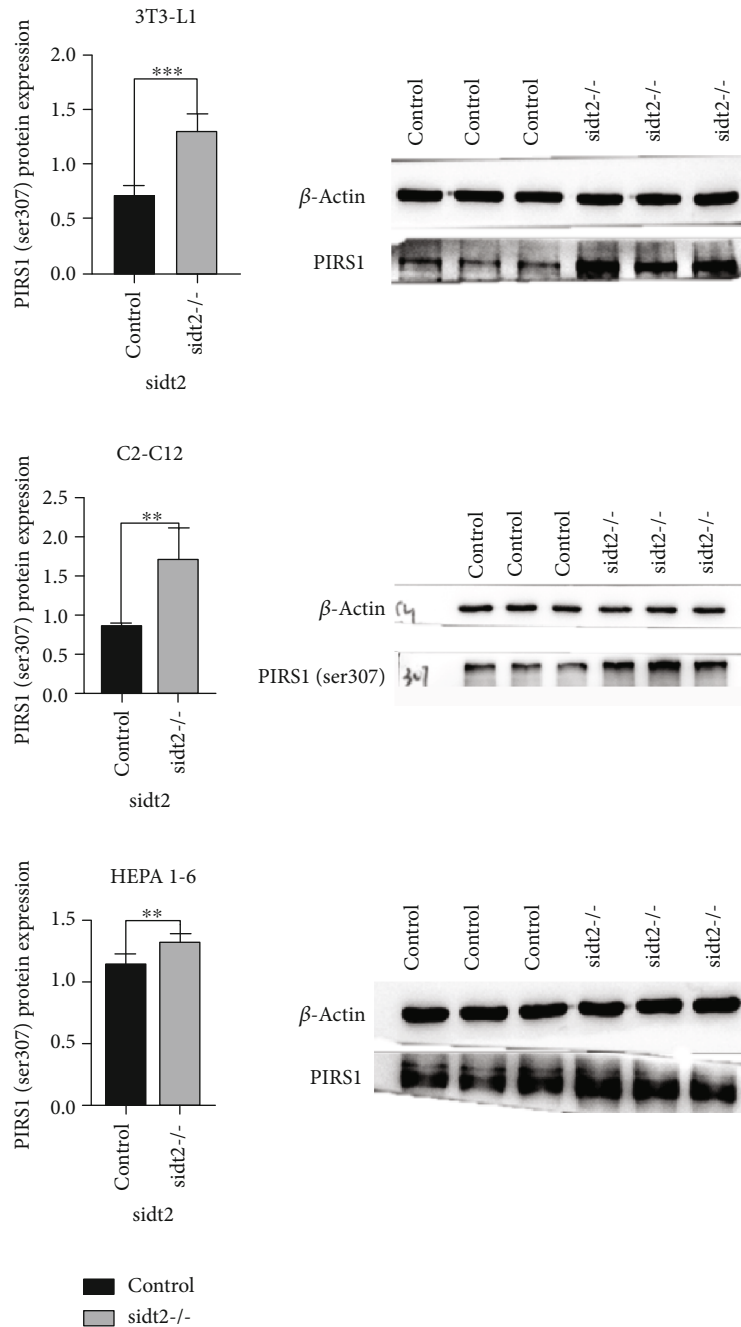 3T3-L1
PIRS1 (ser307) protein expression
2.0
1.5
1.0
0.5
0.0
***
Control
sidt2-/-
sidt2
Control Control Control sidt2-/- sidt2-/- sidt2-/-
β-Actin
PIRS1
C2-C12
PIRS1 (ser307) protein expression
2.5
2.0
1.5
1.0
0.5
0.0
**
Control
sidt2-/-
sidt2
Control Control Control sidt2-/- sidt2-/- sidt2-/-
β-Actin
PIRS1 (ser307)
307
HEPA 1-6
PIRS1 (ser307) protein expression
1.5
1.0
0.5
0.0
**
Control
sidt2-/-
sidt2
Control Control Control sidt2-/- sidt2-/- sidt2-/-
β-Actin
PIRS1
Control
sidt2-/-